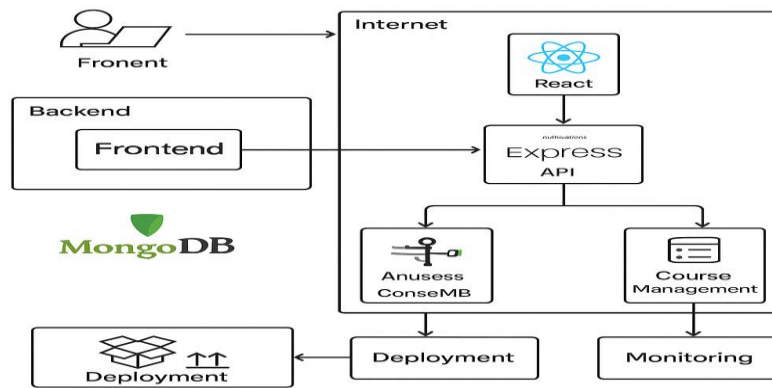 Internet
Fronent
React
Backend
Frontend
Express
API
MongoDB
Anusess
ConseMB
Course
Management
Deployment
Deployment
Monitoring